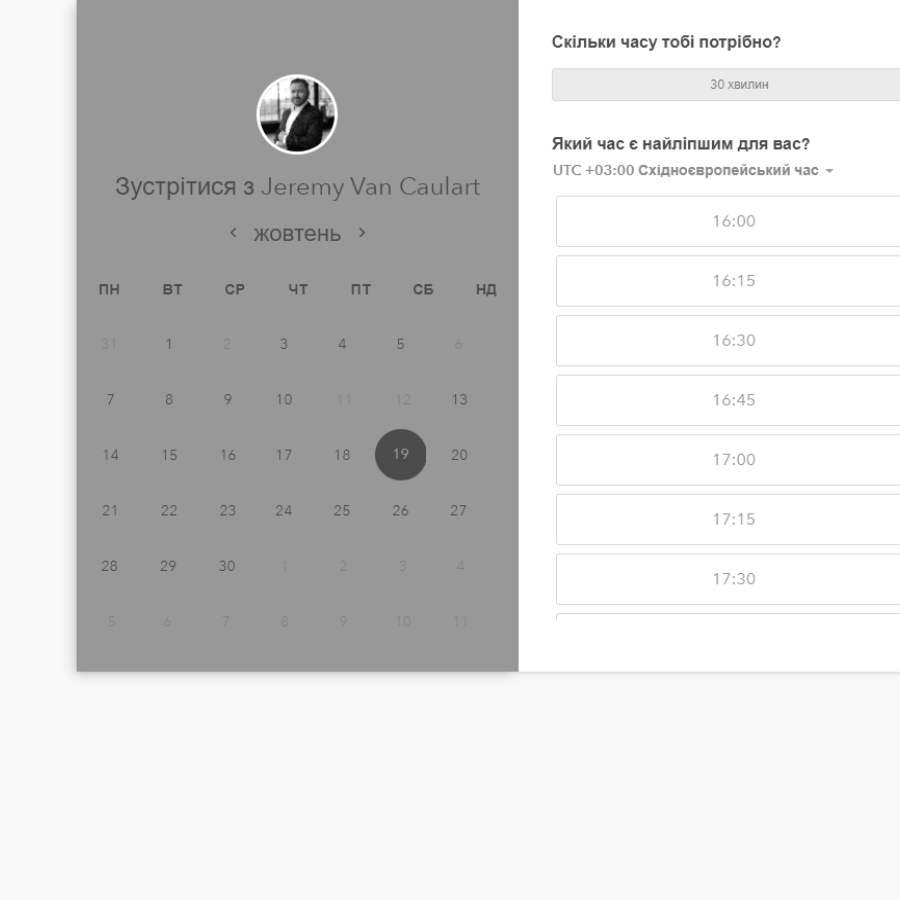 Зустрітися з Jeremy Van Caulart
жовтень
ПН ВТ СР ЧТ ПТ СБ НД
31 1 2 3 4 5 6
7 8 9 10 11 12 13
14 15 16 17 18 19 20
21 22 23 24 25 26 27
28 29 30 1 2 3 4
5 6 7 8 9 10 11
Скільки часу тобі потрібно?
30 хвилин
Який час є найліпшим для вас?
UTC +03:00 Східноєвропейський час
16:00
16:15
16:30
16:45
17:00
17:15
17:30